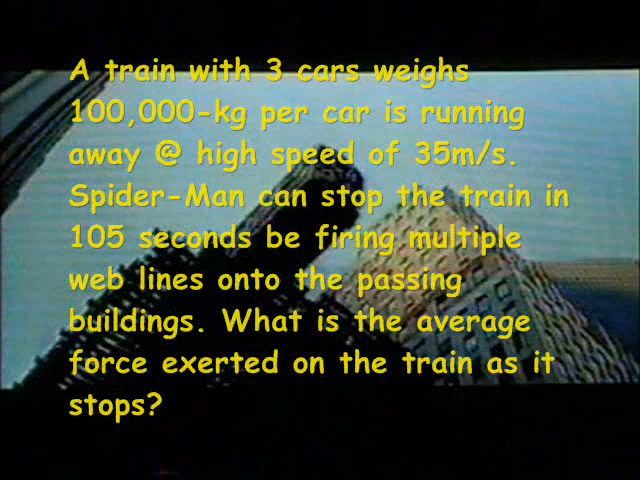 A train with 3 cars weighs
100,000-kg per car is running
away @ high speed of 35m/s.
Spider-Man can stop the train in
105 seconds be firing multiple
web lines onto the passing
buildings. What is the average
force exerted on the train as it
stops?